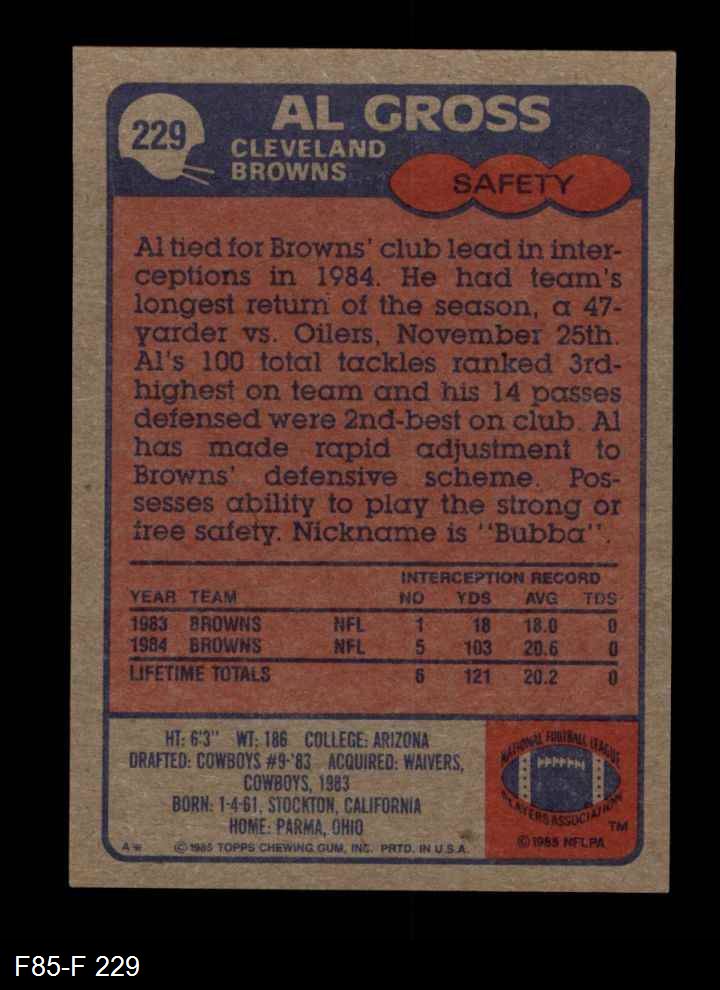 229
AL GROSS
CLEVELAND
BROWNS
SAFETY
Al tied for Browns' club lead in inter-
ceptions in 1984. He had team's
longest return of the season, a 47-
yarder vs. Oilers, November 25th.
Al's 100 total tackles ranked 3rd-
highest on team and his 14 passes
defensed were 2nd-best on club. Al
has made rapid adjustment to
Browns' defensive scheme. Pos-
sesses ability to play the strong or
free safety. Nickname is "Bubba".
INTERCEPTION RECORD
YEAR TEAM NO YDS AVG TDS
1983 BROWNS NFL 1 18 18.0 0
1984 BROWNS NFL 5 103 20.6 0
LIFETIME TOTALS 6 121 20.2 0
HT: 6'3" WT: 186 COLLEGE: ARIZONA
DRAFTED: COWBOYS #9-'83 ACQUIRED: WAIVERS,
COWBOYS, 1983
BORN: 1-4-61, STOCKTON, CALIFORNIA
HOME: PARMA, OHIO
A* © 1985 TOPPS CHEWING GUM, INC. PRTD. IN U.S.A.
NATIONAL FOOTBALL LEAGUE
PLAYERS ASSOCIATION
TM
© 1985 NFLPA
F85-F 229